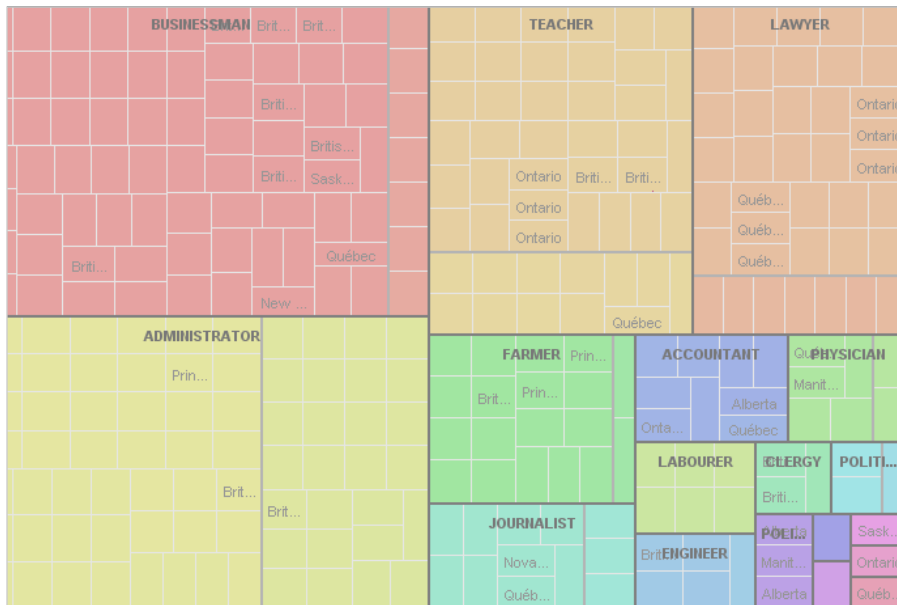 BUSINESSMAN
Brit...
Brit...
Briti...
Britis...
Briti...
Sask...
Québec
Briti...
New ...
TEACHER
Ontario
Briti...
Briti...
Ontario
Ontario
Québec
LAWYER
Ontario
Ontario
Ontario
Québ...
Québ...
Québ...
ADMINISTRATOR
Prin...
Brit...
Brit...
FARMER
Prin...
Brit...
Prin...
ACCOUNTANT
Alberta
Onta...
Québec
PHYSICIAN
Manit...
LABOURER
CLERGY
Briti...
POLITI...
JOURNALIST
Nova...
Québ...
ENGINEER
Brit...
POLI...
Alberta
Manit...
Alberta
Sask...
Ontario
Québ...